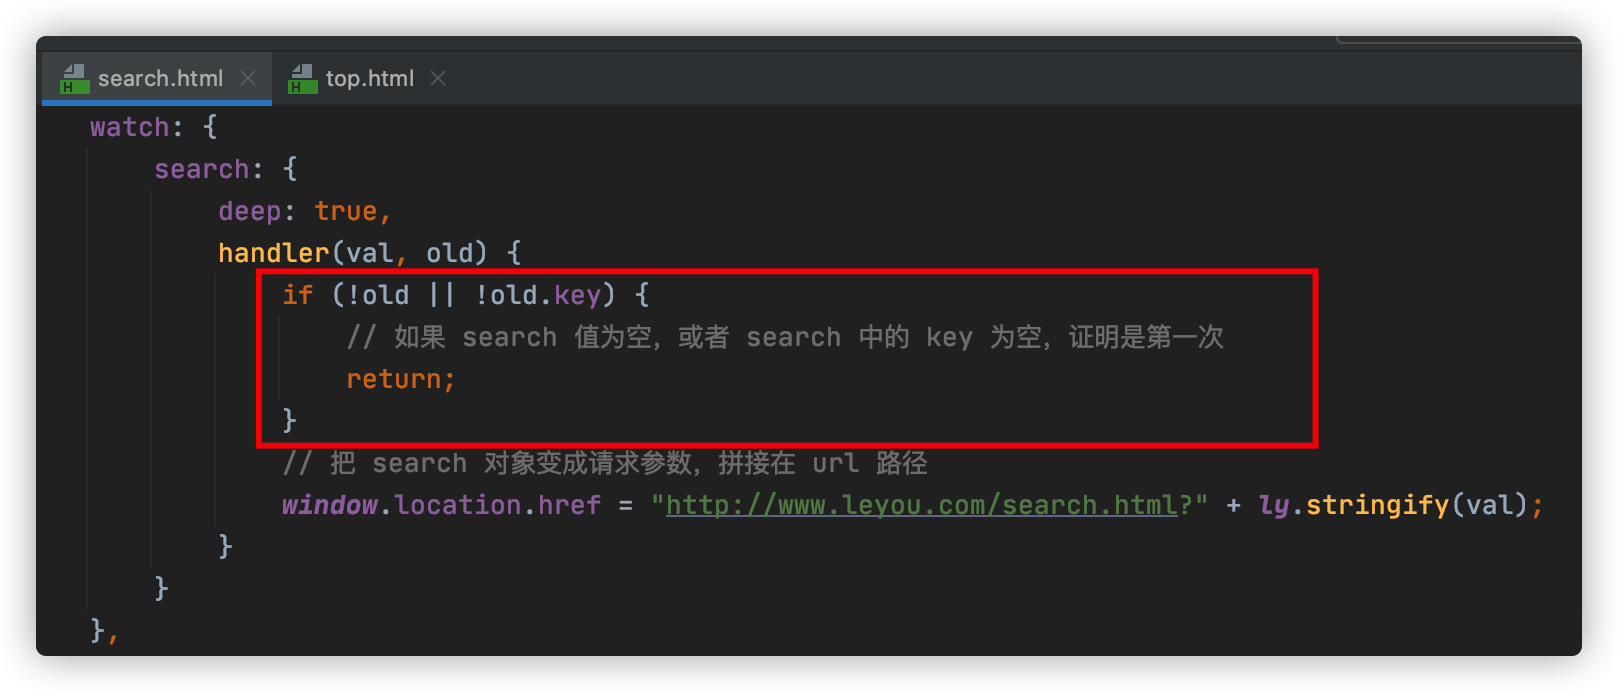 search.html top.html
watch: {
search: {
deep: true,
handler(val, old) {
if (!old || !old.key) {
// 如果 search 值为空，或者 search 中的 key 为空，证明是第一次
return;
}
// 把 search 对象变成请求参数，拼接在 url 路径
window.location.href = "http://www.leyou.com/search.html?" + ly.stringify(val);
}
}
},